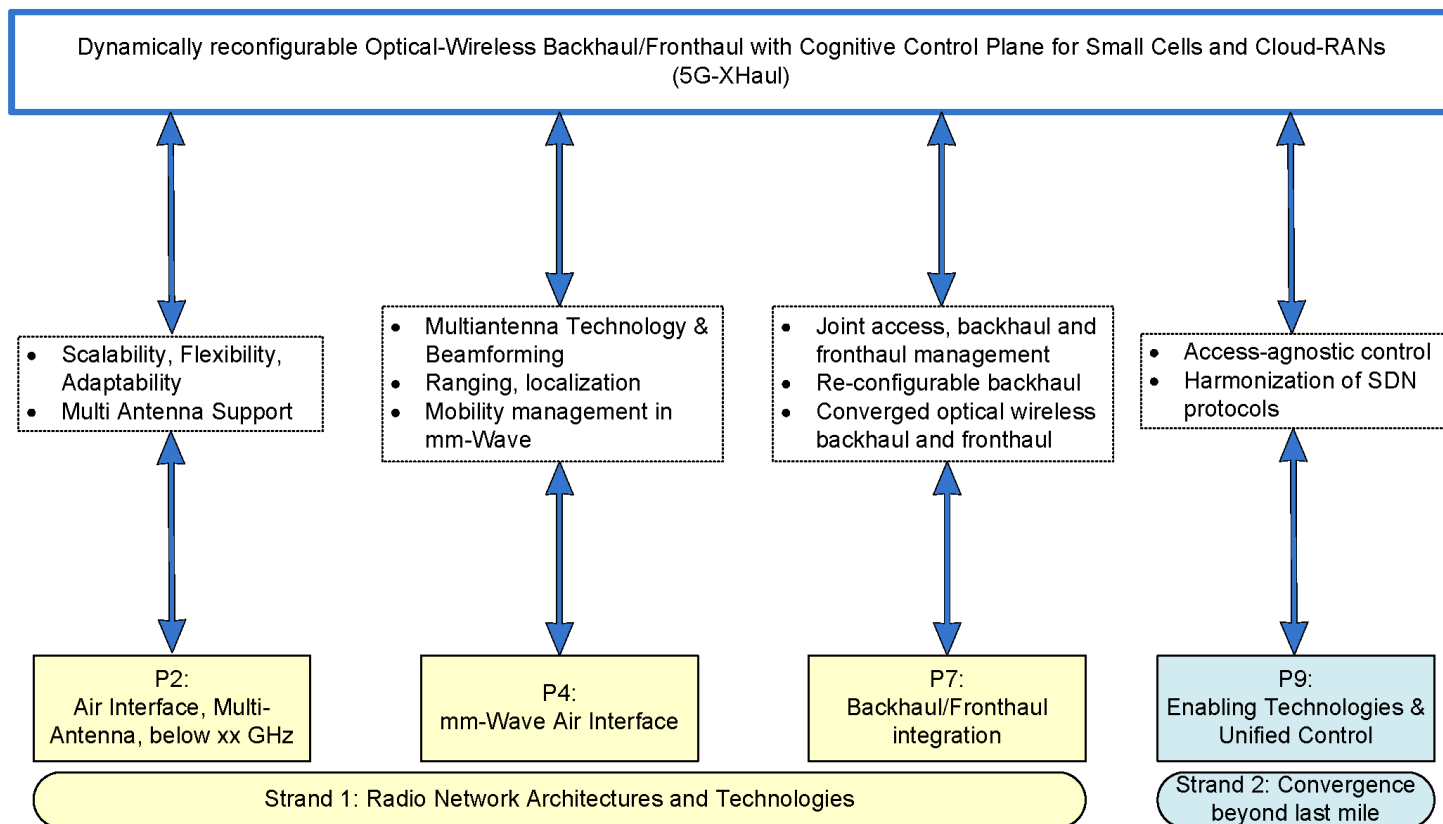 Dynamically reconfigurable Optical-Wireless Backhaul/Fronthaul with Cognitive Control Plane for Small Cells and Cloud-RANs
(5G-XHaul)
• Scalability, Flexibility,
Adaptability
• Multi Antenna Support
• Multiantenna Technology &
Beamforming
• Ranging, localization
• Mobility management in
mm-Wave
• Joint access, backhaul and
fronthaul management
• Re-configurable backhaul
• Converged optical wireless
backhaul and fronthaul
• Access-agnostic control
• Harmonization of SDN
protocols
P2:
Air Interface, Multi-
Antenna, below xx GHz
P4:
mm-Wave Air Interface
P7:
Backhaul/Fronthaul
integration
P9:
Enabling Technologies &
Unified Control
Strand 1: Radio Network Architectures and Technologies
Strand 2: Convergence
beyond last mile